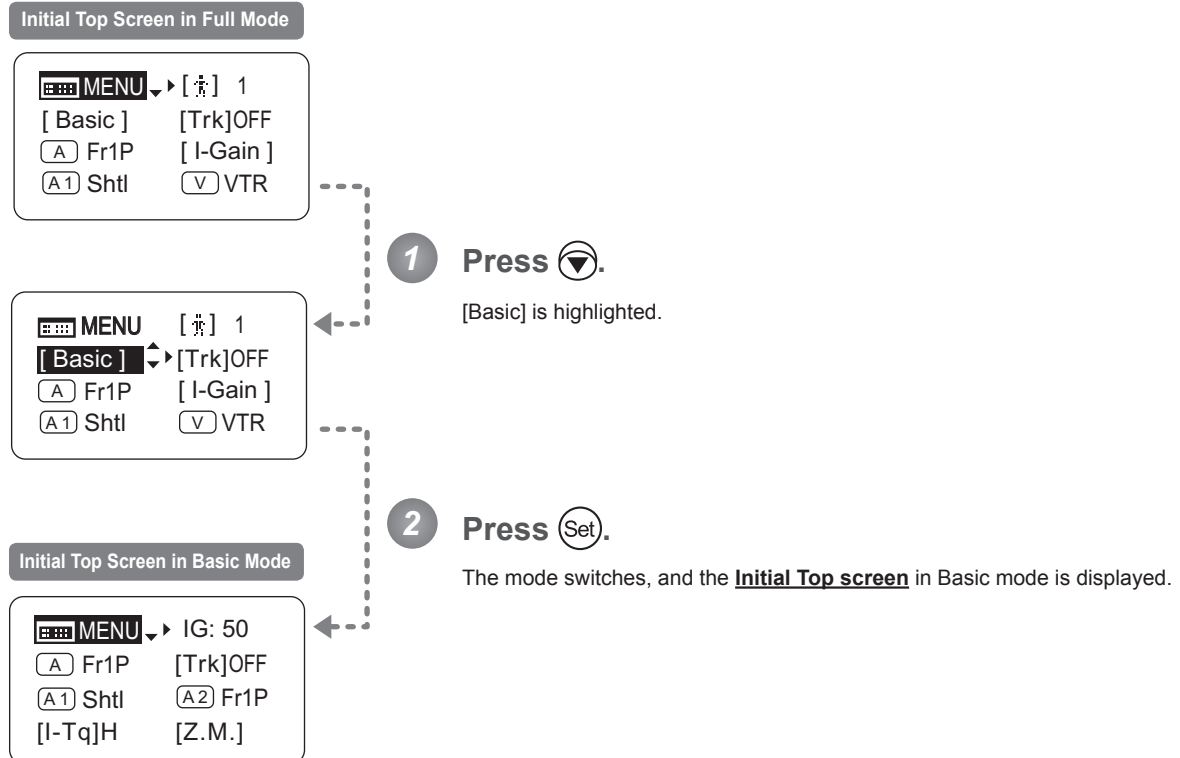 Initial Top Screen in Full Mode
MENU [ ] 1
[ Basic ] [Trk]OFF
A Fr1P [ I-Gain ]
A1 Shtl V VTR
1 Press .
[Basic] is highlighted.
MENU [ ] 1
[ Basic ] [Trk]OFF
A Fr1P [ I-Gain ]
A1 Shtl V VTR
2 Press Set.
The mode switches, and the Initial Top screen in Basic mode is displayed.
Initial Top Screen in Basic Mode
MENU IG: 50
A Fr1P [Trk]OFF
A1 Shtl A2 Fr1P
[I-Tq]H [Z.M.]